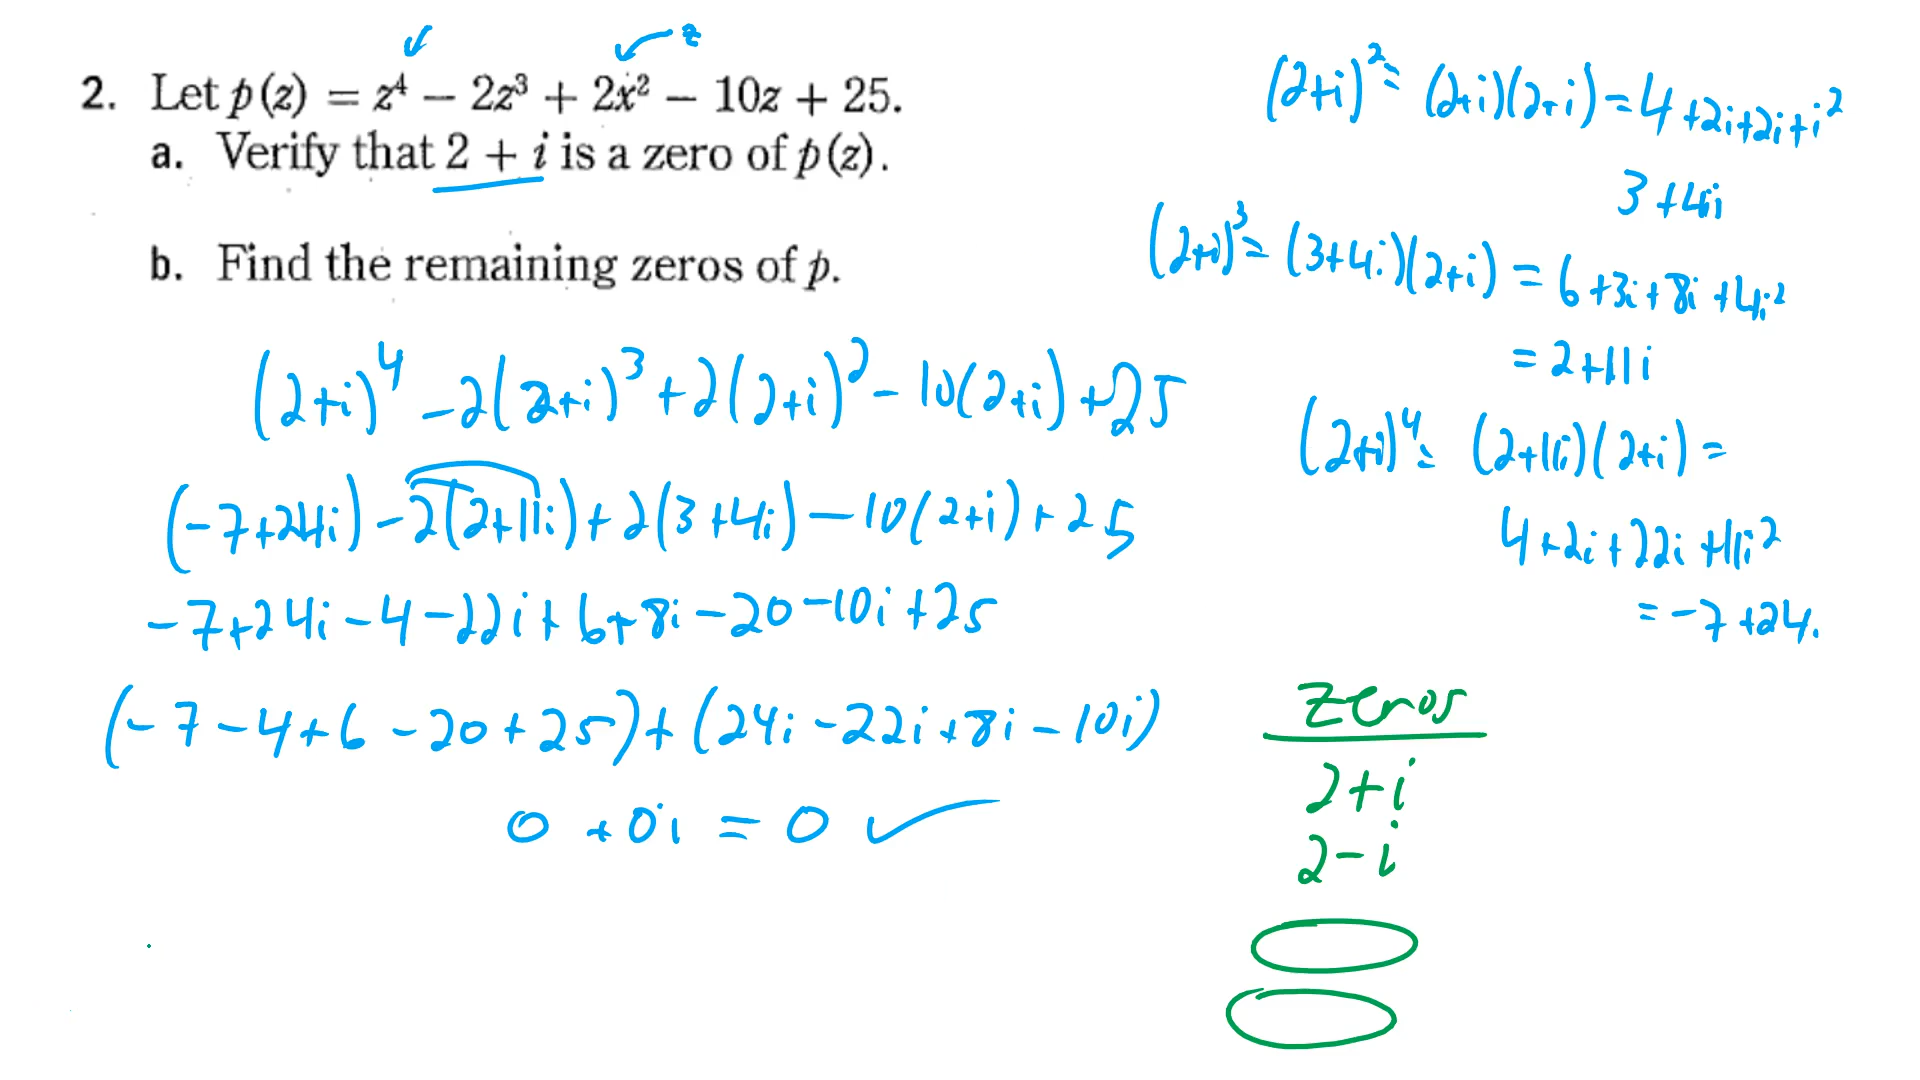 z
2. Let p(z) = z⁴ − 2z³ + 2x² − 10z + 25.
a. Verify that 2 + i is a zero of p(z).
b. Find the remaining zeros of p.
(2+i)⁴ −2(2+i)³+2(2+i)²− 10(2+i)+25
(−7+24i)−2(2+11i)+2(3+4i)−10(2+i)+25
−7+24i−4−22i+6+8i−20−10i+25
(−7−4+6−20+25)+(24i−22i+8i−10i)
0+0i=0 ✓
(2+i)²= (2+i)(2+i)=4+2i+2i+i²
3+4i
(2+i)³= (3+4i)(2+i) = 6+3i+8i+4i²
= 2+11i
(2+i)⁴= (2+11i)(2+i)=
4+2i+22i+11i²
=−7+24i
zeros
2+i
2−i